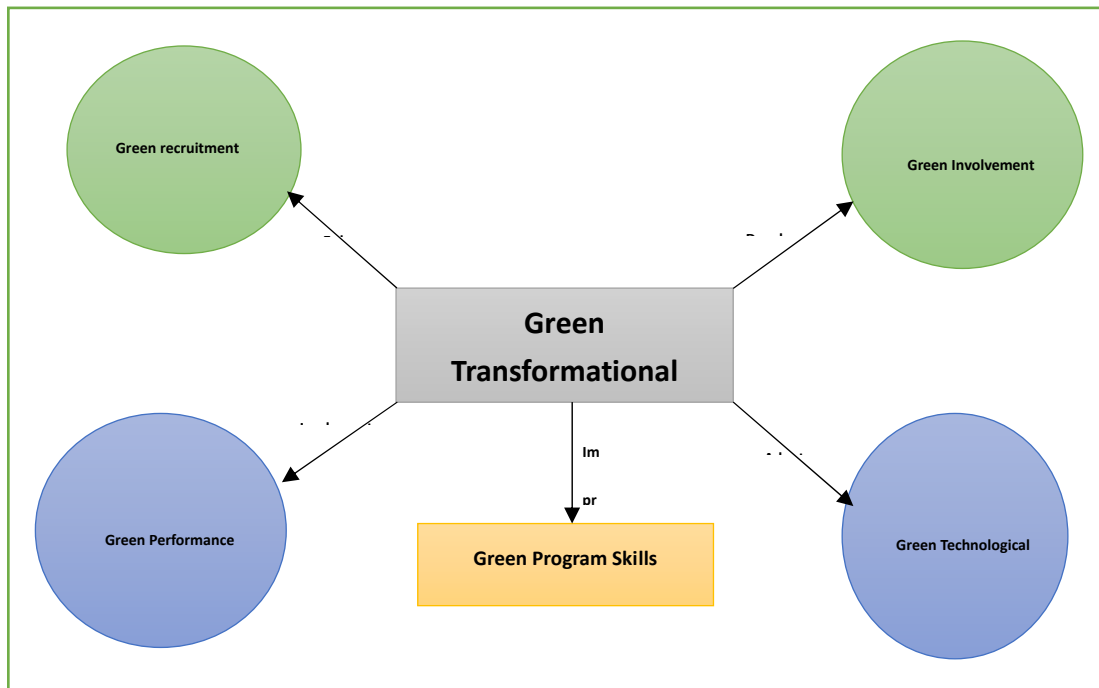 Green recruitment
Green Involvement
Green
Transformational
Im
pr
Green Performance
Green Program Skills
Green Technological